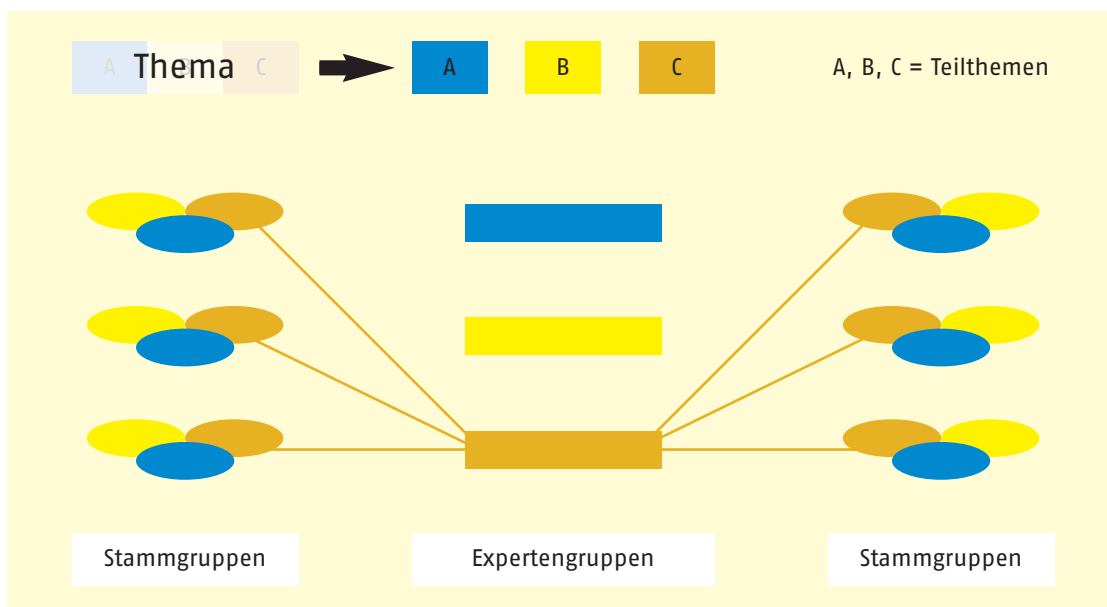 A B C
Thema
A
B
C
A, B, C = Teilthemen
Stammgruppen
Expertengruppen
Stammgruppen